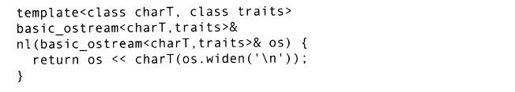 template<class charT, class traits>
basic_ostream<charT,traits>&
nl(basic_ostream<charT,traits>& os) {
  return os << charT(os.widen('\n'));
}